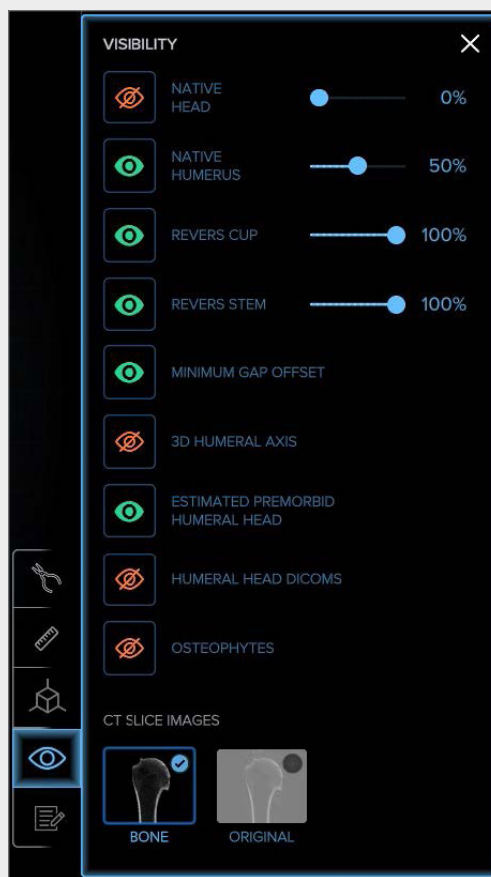 VISIBILITY
NATIVE
HEAD
0%
NATIVE
HUMERUS
50%
REVERS CUP
100%
REVERS STEM
100%
MINIMUM GAP OFFSET
3D HUMERAL AXIS
ESTIMATED PREMORBID
HUMERAL HEAD
HUMERAL HEAD DICOMS
OSTEOPHYTES
CT SLICE IMAGES
BONE
ORIGINAL